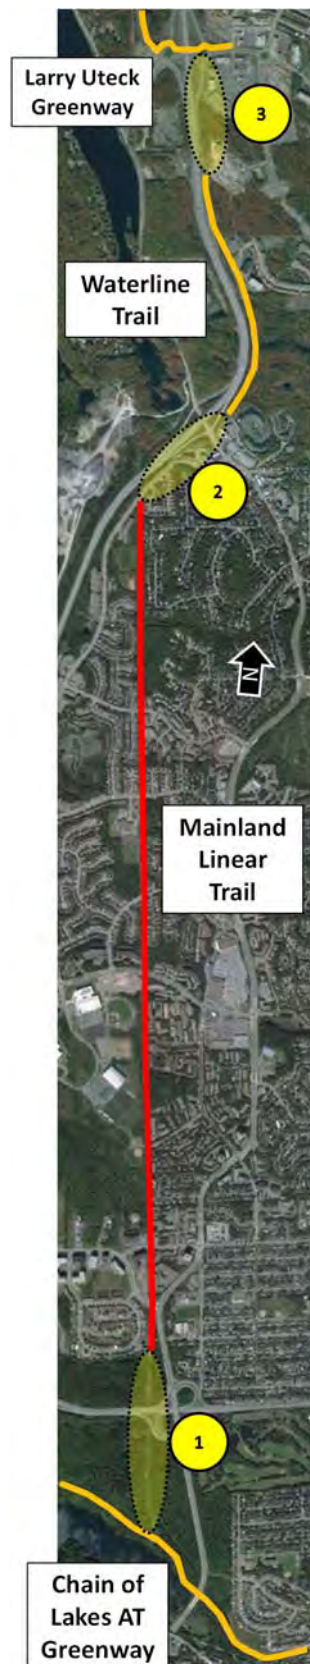 Larry Uteck
Greenway
3
Waterline
Trail
2
N
Mainland
Linear
Trail
1
Chain of
Lakes AT
Greenway